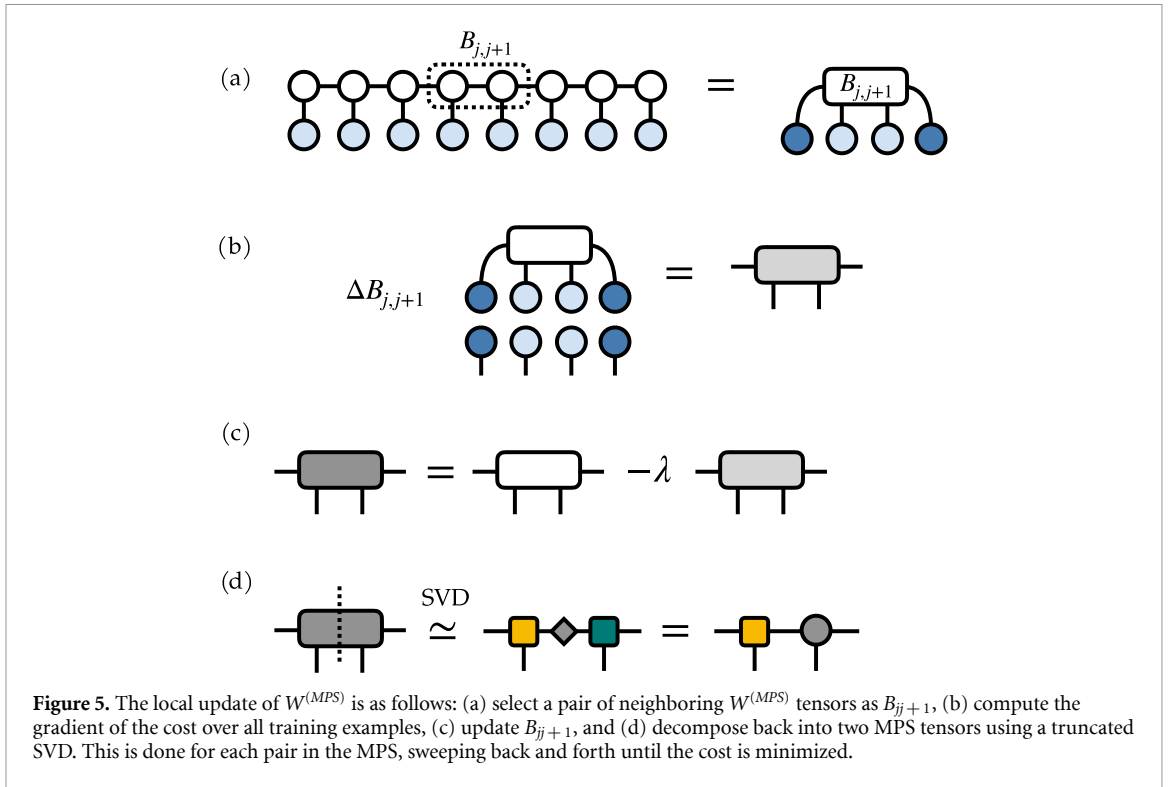 B_{j,j+1}
(a) = B_{j,j+1}
(b)
ΔB_{j,j+1} =
(c)
= −λ
(d)
SVD
≃ =
Figure 5. The local update of W^{(MPS)} is as follows: (a) select a pair of neighboring W^{(MPS)} tensors as B_{jj+1}, (b) compute the
gradient of the cost over all training examples, (c) update B_{jj+1}, and (d) decompose back into two MPS tensors using a truncated
SVD. This is done for each pair in the MPS, sweeping back and forth until the cost is minimized.